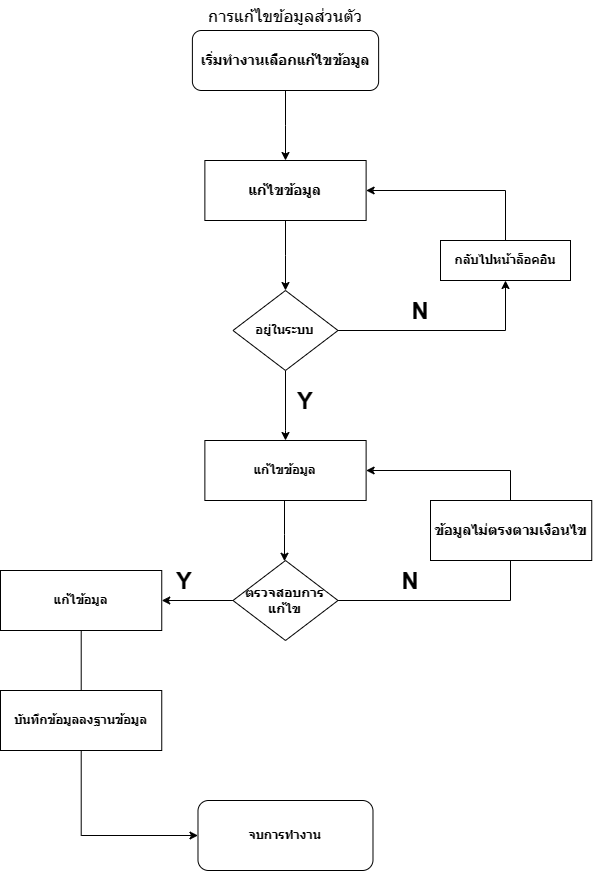 การแก้ไขข้อมูลส่วนตัว
เริ่มทำงานเลือกแก้ไขข้อมูล
แก้ไขข้อมูล
กลับไปหน้าล็อคอิน
N
อยู่ในระบบ
Y
แก้ไขข้อมูล
ข้อมูลไม่ตรงตามเงื่อนไข
Y
N
ตรวจสอบการ
แก้ไข
แก้ไข้อมูล
บันทึกข้อมูลลงฐานข้อมูล
จบการทำงาน